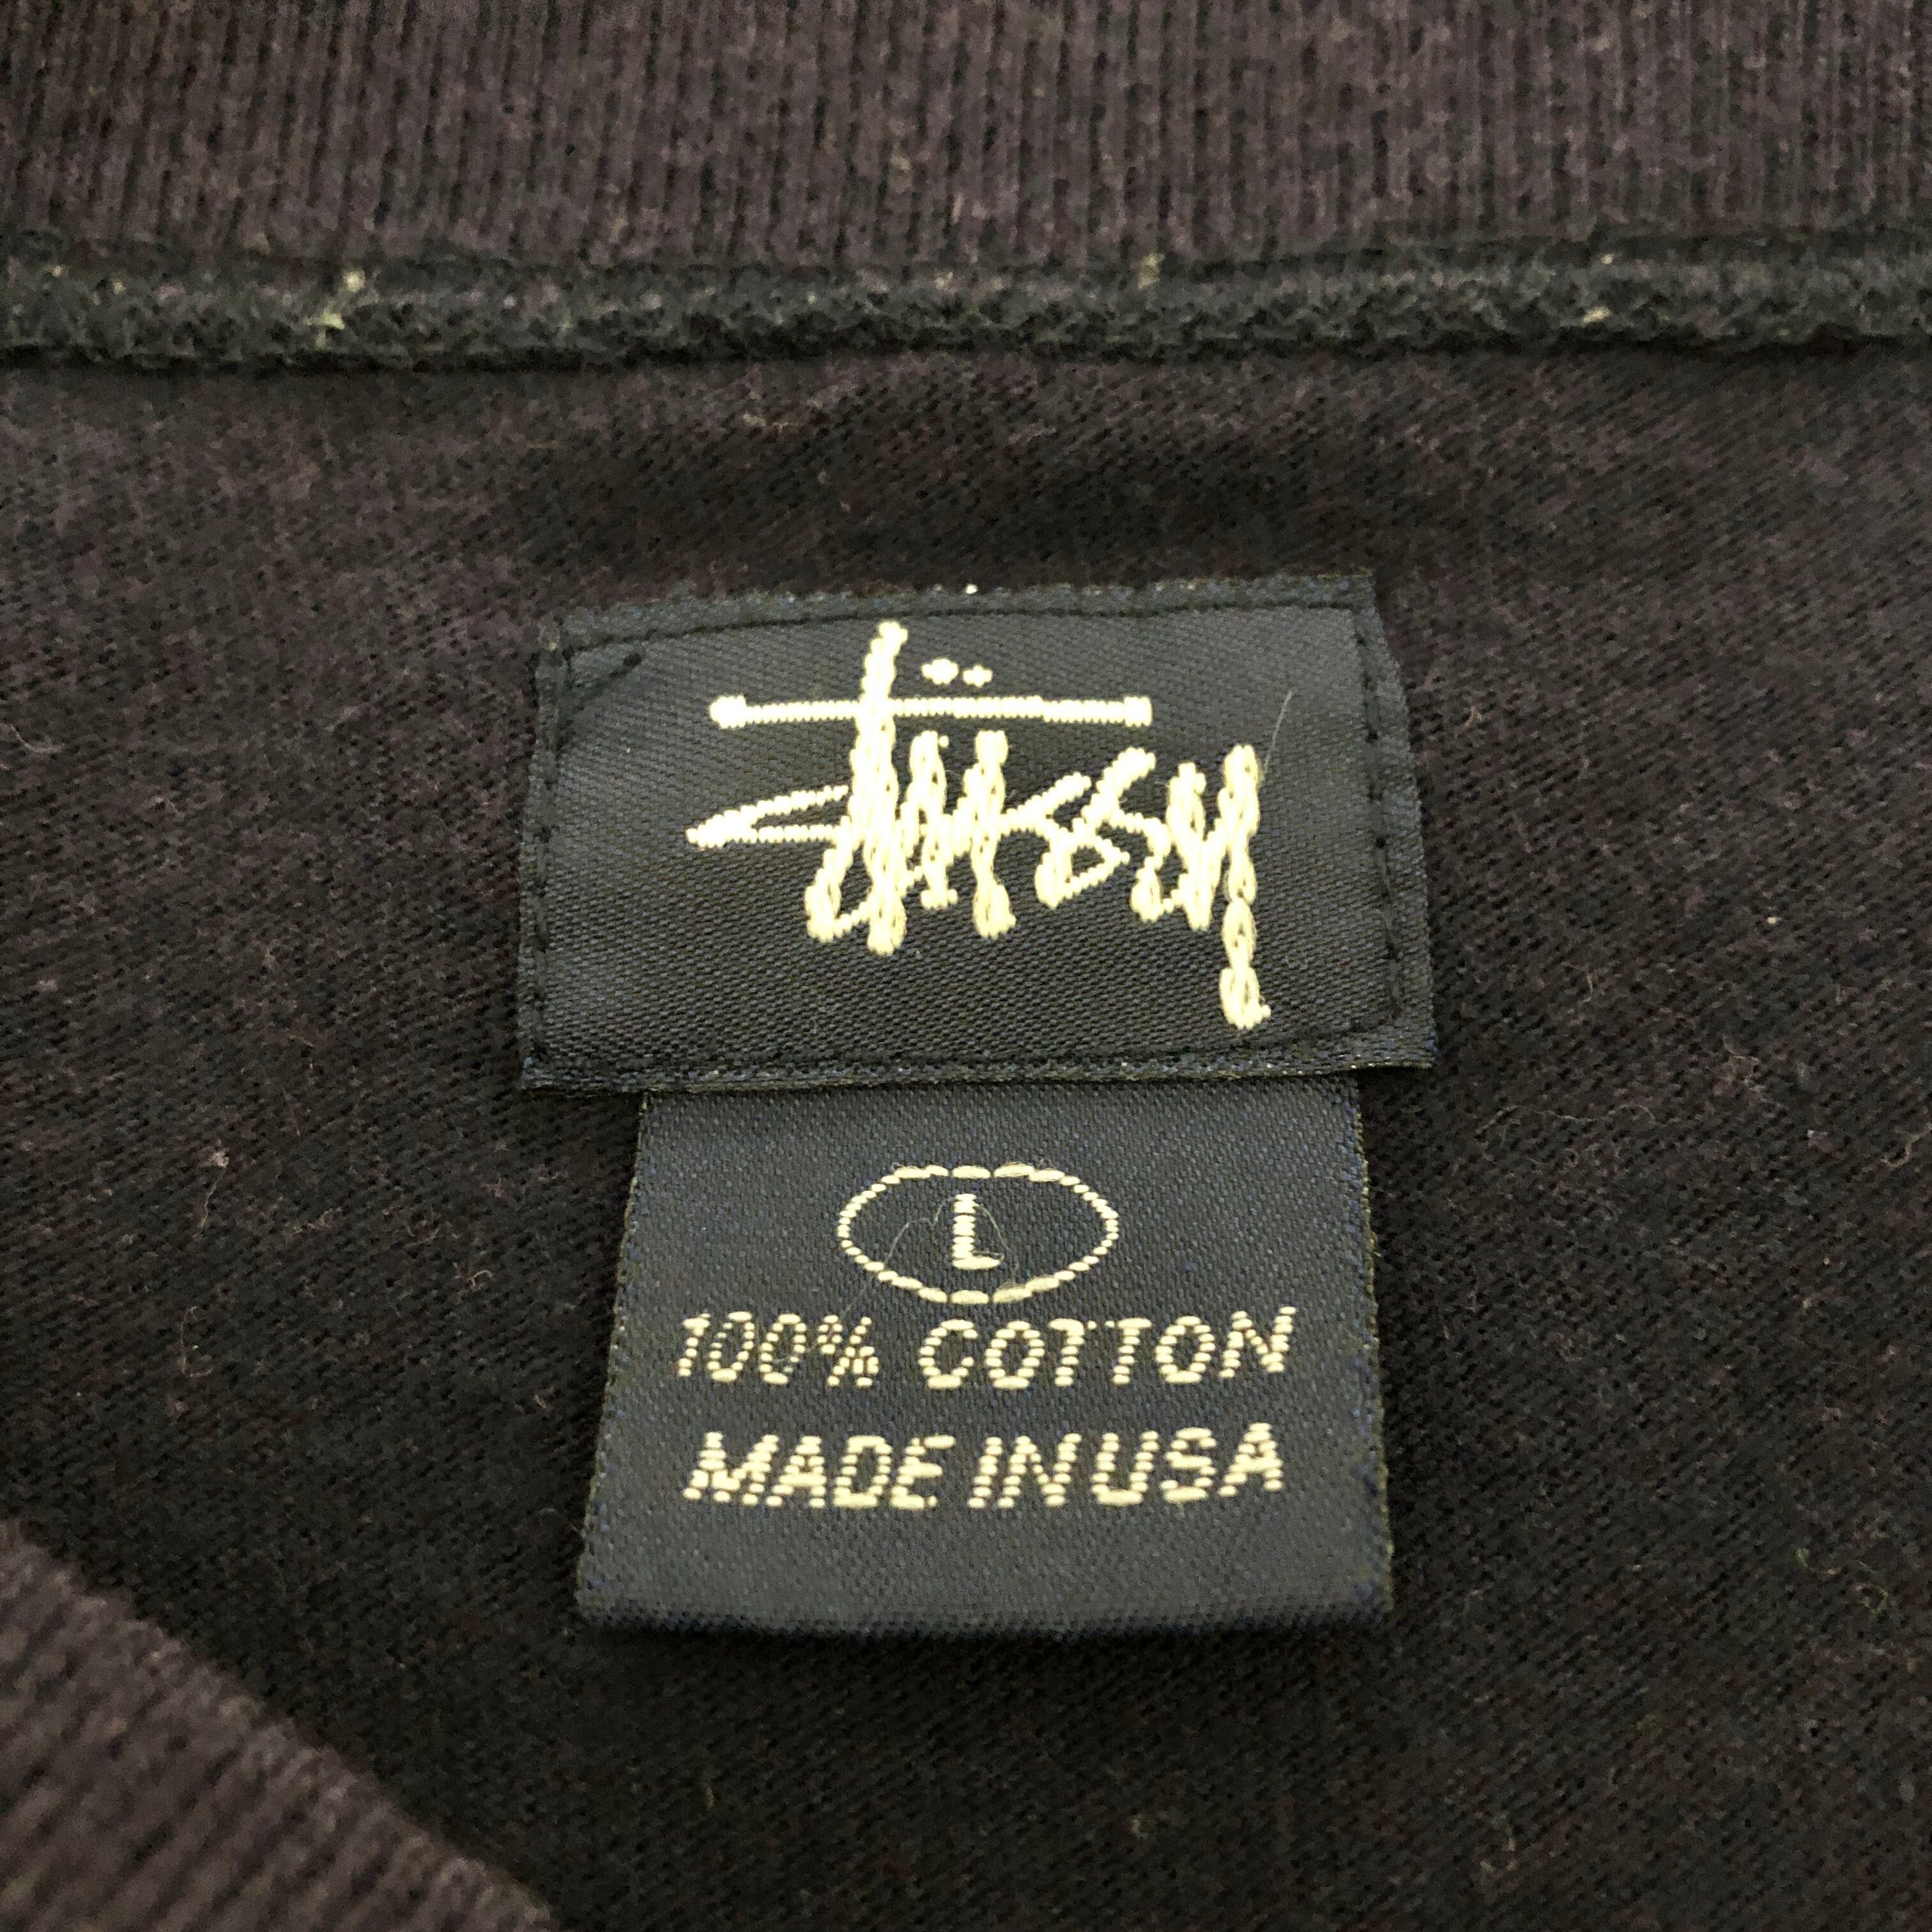 Stüssy
L
100% COTTON
MADE IN USA